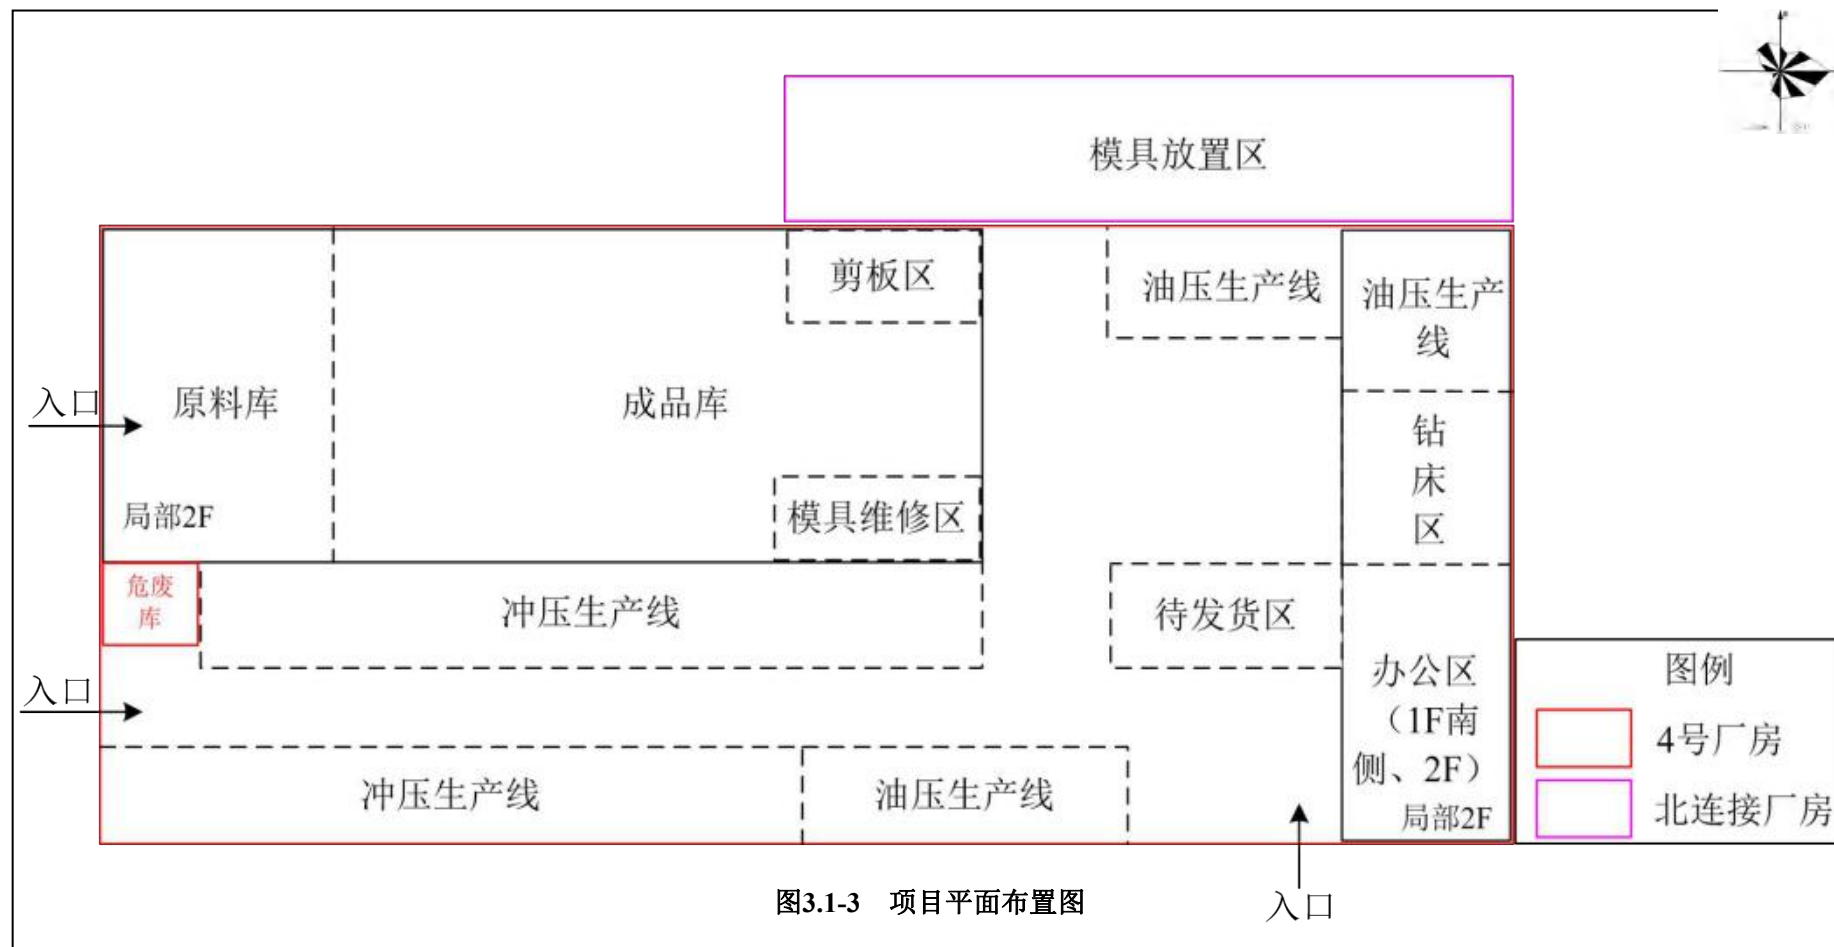 模具放置区
剪板区
油压生产线
油压生产
线
入口
原料库
成品库
钻
床
区
局部2F
模具维修区
危废
库
冲压生产线
待发货区
入口
办公区
（1F南
侧、2F）
局部2F
冲压生产线
油压生产线
图例
4号厂房
北连接厂房
入口
图3.1-3 项目平面布置图